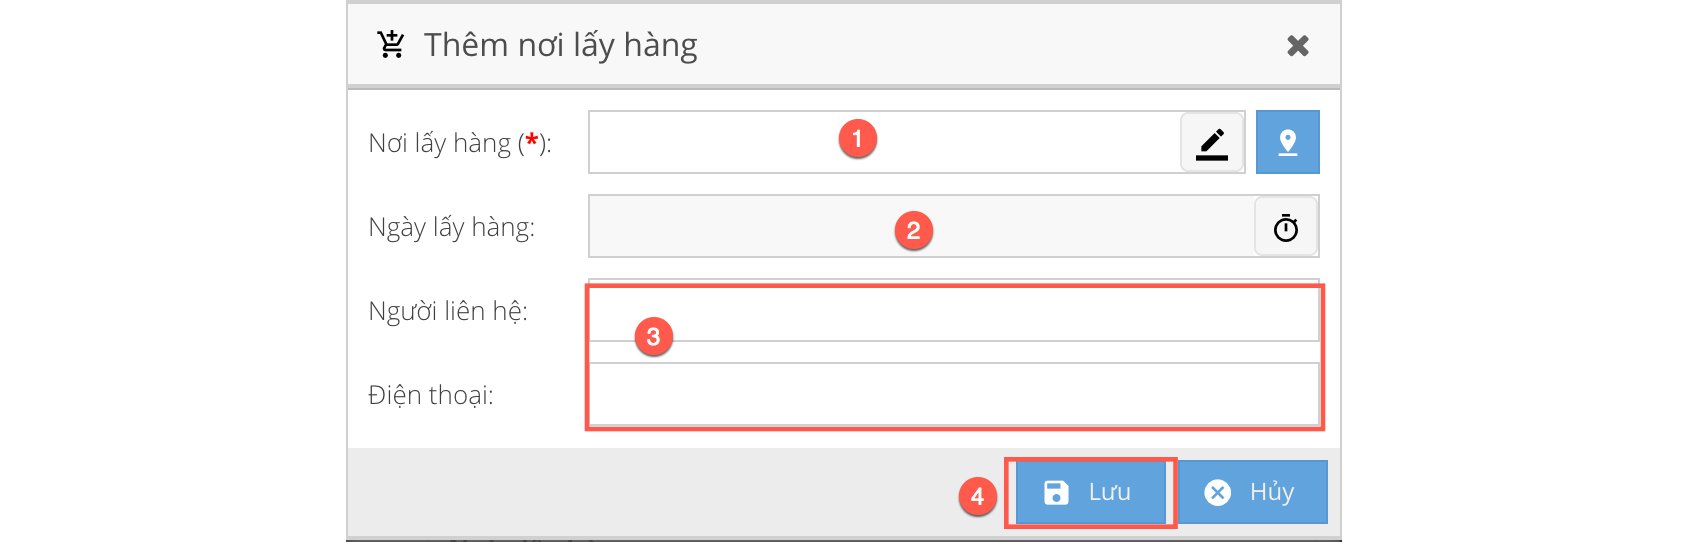 Thêm nơi lấy hàng
Nơi lấy hàng (*):
1
Ngày lấy hàng:
2
Người liên hệ:
3
Điện thoại:
4
Lưu
Hủy